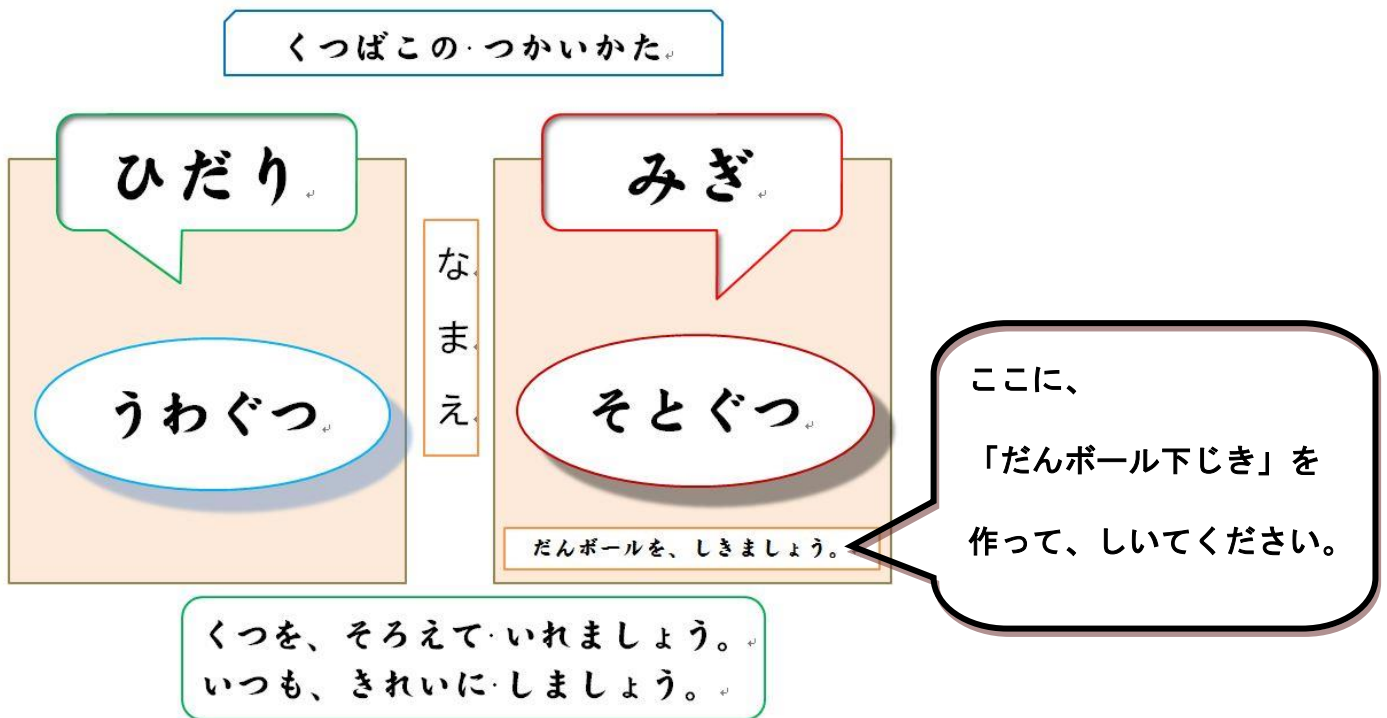 くつばこの つかいかた
ひだり
みぎ
なまえ
うわぐつ
そとぐつ
だんボールを、しきましょう。
ここに、
「だんボール下じき」を
作って、しいてください。
くつを、そろえて いれましょう。
いつも、きれいに しましょう。